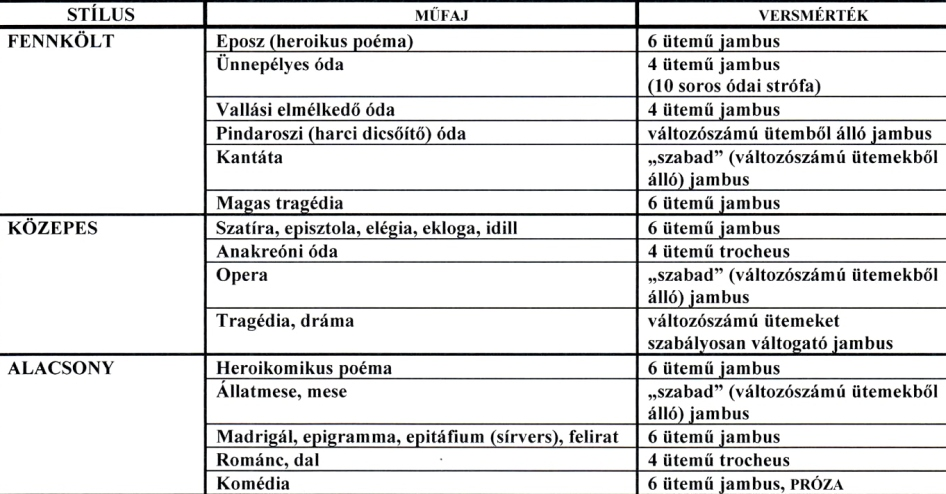 STÍLUS MŰFAJ VERSMÉRTÉK
FENNKÖLT Eposz (heroikus poéma) 6 ütemű jambus
Ünnepélyes óda 4 ütemű jambus
(10 soros ódai strófa)
Vallási elmélkedő óda 4 ütemű jambus
Pindaroszi (harci dicsőítő) óda változószámú ütemből álló jambus
Kantáta „szabad” (változószámú ütemekből
álló) jambus
Magas tragédia 6 ütemű jambus
KÖZEPES Szatíra, episztola, elégia, ekloga, idill 6 ütemű jambus
Anakreóni óda 4 ütemű trocheus
Opera „szabad” (változószámú ütemekből
álló) jambus
Tragédia, dráma változószámú ütemeket
szabályosan váltogató jambus
ALACSONY Heroikomikus poéma 6 ütemű jambus
Állatmese, mese „szabad” (változószámú ütemekből
álló) jambus
Madrigál, epigramma, epitáfium (sírvers), felirat 6 ütemű jambus
Románc, dal 4 ütemű trocheus
Komédia 6 ütemű jambus, PRÓZA